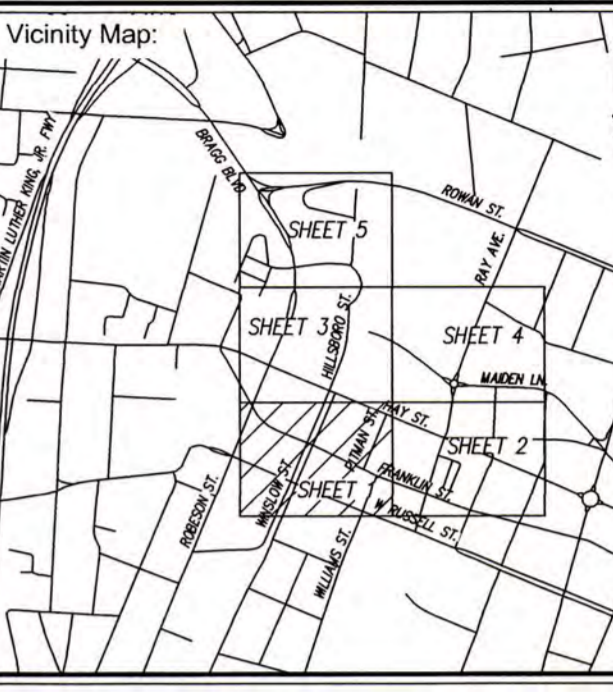 Vicinity Map:
MARTIN LUTHER KING, JR. FWY
BRAGG BLVD
ROWAN ST.
SHEET 5
RAY AVE.
SHEET 3
HILLSBORO ST.
SHEET 4
MAIDEN LN.
HAY ST.
PITMAN ST.
SHEET 2
FRANKLIN ST.
WINSLOW ST.
SHEET
ROBESON ST.
W RUSSELL ST.
WILLIAMS ST.